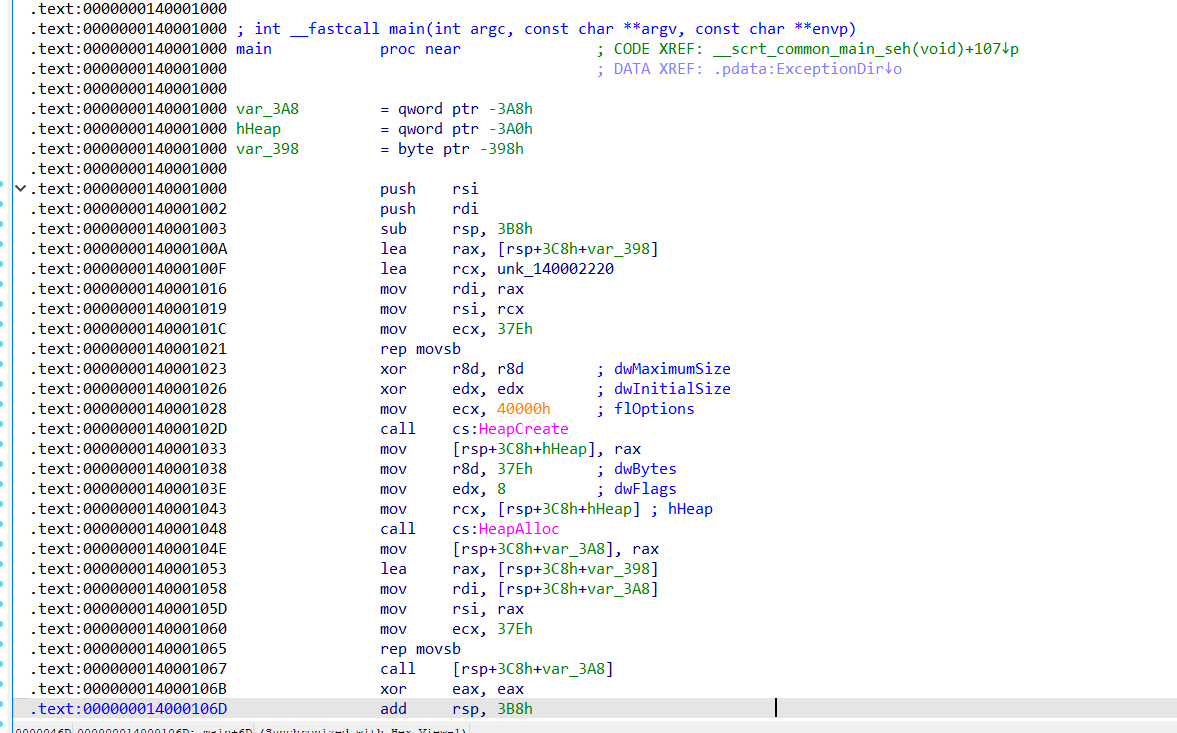 .text:0000000140001000
.text:0000000140001000 ; int __fastcall main(int argc, const char **argv, const char **envp)
.text:0000000140001000 main proc near ; CODE XREF: __scrt_common_main_seh(void)+107↓p
.text:0000000140001000 ; DATA XREF: .pdata:ExceptionDir↓o
.text:0000000140001000
.text:0000000140001000 var_3A8 = qword ptr -3A8h
.text:0000000140001000 hHeap = qword ptr -3A0h
.text:0000000140001000 var_398 = byte ptr -398h
.text:0000000140001000
.text:0000000140001000 push rsi
.text:0000000140001002 push rdi
.text:0000000140001003 sub rsp, 3B8h
.text:000000014000100A lea rax, [rsp+3C8h+var_398]
.text:000000014000100F lea rcx, unk_140002220
.text:0000000140001016 mov rdi, rax
.text:0000000140001019 mov rsi, rcx
.text:000000014000101C mov ecx, 37Eh
.text:0000000140001021 rep movsb
.text:0000000140001023 xor r8d, r8d ; dwMaximumSize
.text:0000000140001026 xor edx, edx ; dwInitialSize
.text:0000000140001028 mov ecx, 40000h ; flOptions
.text:000000014000102D call cs:HeapCreate
.text:0000000140001033 mov [rsp+3C8h+hHeap], rax
.text:0000000140001038 mov r8d, 37Eh ; dwBytes
.text:000000014000103E mov edx, 8 ; dwFlags
.text:0000000140001043 mov rcx, [rsp+3C8h+hHeap] ; hHeap
.text:0000000140001048 call cs:HeapAlloc
.text:000000014000104E mov [rsp+3C8h+var_3A8], rax
.text:0000000140001053 lea rax, [rsp+3C8h+var_398]
.text:0000000140001058 mov rdi, [rsp+3C8h+var_3A8]
.text:000000014000105D mov rsi, rax
.text:0000000140001060 mov ecx, 37Eh
.text:0000000140001065 rep movsb
.text:0000000140001067 call [rsp+3C8h+var_3A8]
.text:000000014000106B xor eax, eax
.text:000000014000106D add rsp, 3B8h
0000046D 000000014000106D: main+6D (Synchronized with Hex View-1)